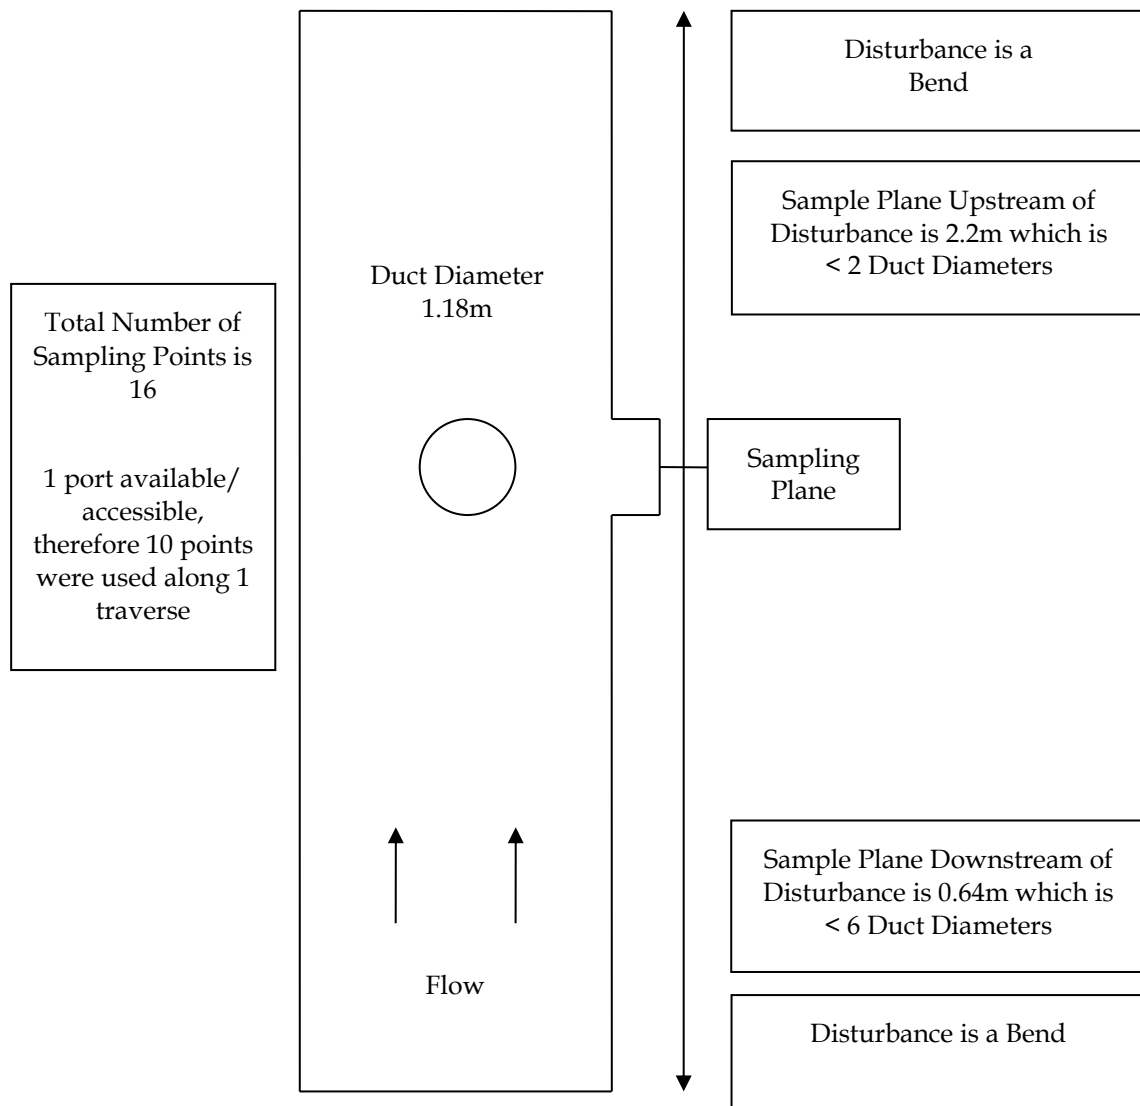 Disturbance is a
Bend
Sample Plane Upstream of
Disturbance is 2.2m which is
< 2 Duct Diameters
Duct Diameter
1.18m
Total Number of
Sampling Points is
16
1 port available/
accessible,
therefore 10 points
were used along 1
traverse
Sampling
Plane
Sample Plane Downstream of
Disturbance is 0.64m which is
< 6 Duct Diameters
Flow
Disturbance is a Bend